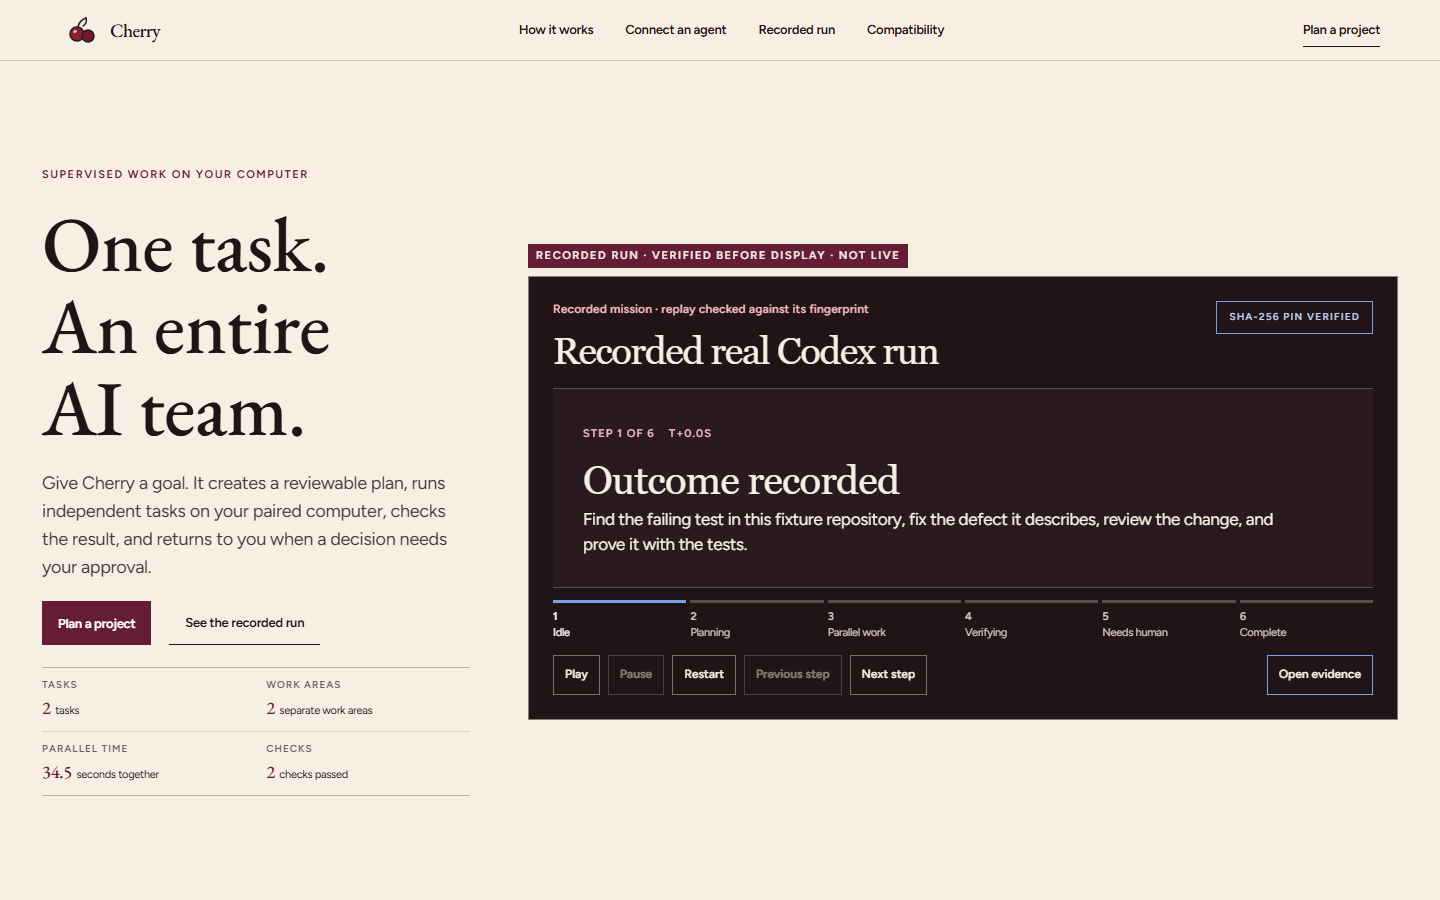 Cherry
How it works
Connect an agent
Recorded run
Compatibility
Plan a project
SUPERVISED WORK ON YOUR COMPUTER
One task.
An entire
AI team.
Give Cherry a goal. It creates a reviewable plan, runs
independent tasks on your paired computer, checks
the result, and returns to you when a decision needs
your approval.
Plan a project
See the recorded run
TASKS
2 tasks
WORK AREAS
2 separate work areas
PARALLEL TIME
34.5 seconds together
CHECKS
2 checks passed
RECORDED RUN · VERIFIED BEFORE DISPLAY · NOT LIVE
Recorded mission · replay checked against its fingerprint
SHA-256 PIN VERIFIED
Recorded real Codex run
STEP 1 OF 6 T+0.0S
Outcome recorded
Find the failing test in this fixture repository, fix the defect it describes, review the change, and
prove it with the tests.
1
Idle
2
Planning
3
Parallel work
4
Verifying
5
Needs human
6
Complete
Play
Pause
Restart
Previous step
Next step
Open evidence